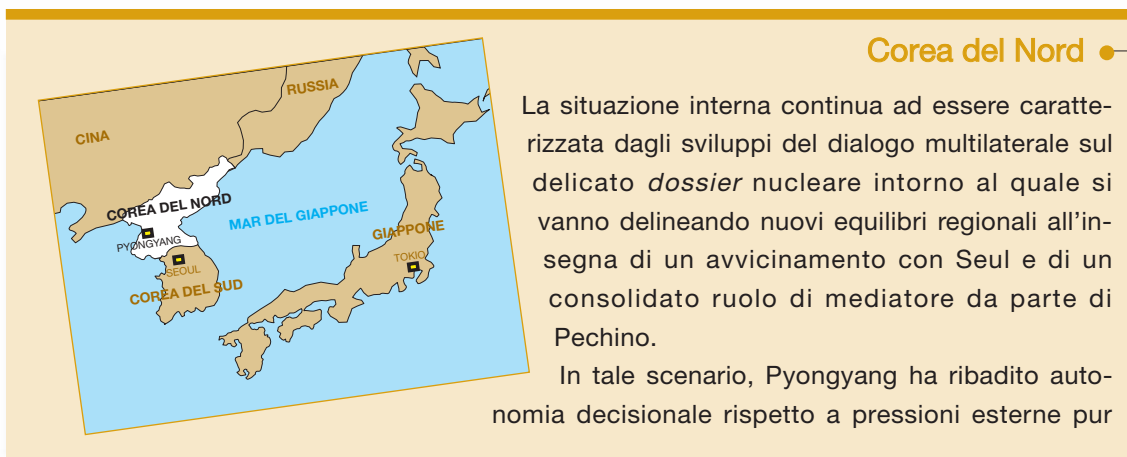 Corea del Nord
RUSSIA
CINA
COREA DEL NORD
MAR DEL GIAPPONE
PYONGYANG
GIAPPONE
SEOUL
TOKIO
COREA DEL SUD
La situazione interna continua ad essere caratte-
rizzata dagli sviluppi del dialogo multilaterale sul
delicato dossier nucleare intorno al quale si
vanno delineando nuovi equilibri regionali all'in-
segna di un avvicinamento con Seul e di un
consolidato ruolo di mediatore da parte di
Pechino.
In tale scenario, Pyongyang ha ribadito auto-
nomia decisionale rispetto a pressioni esterne pur